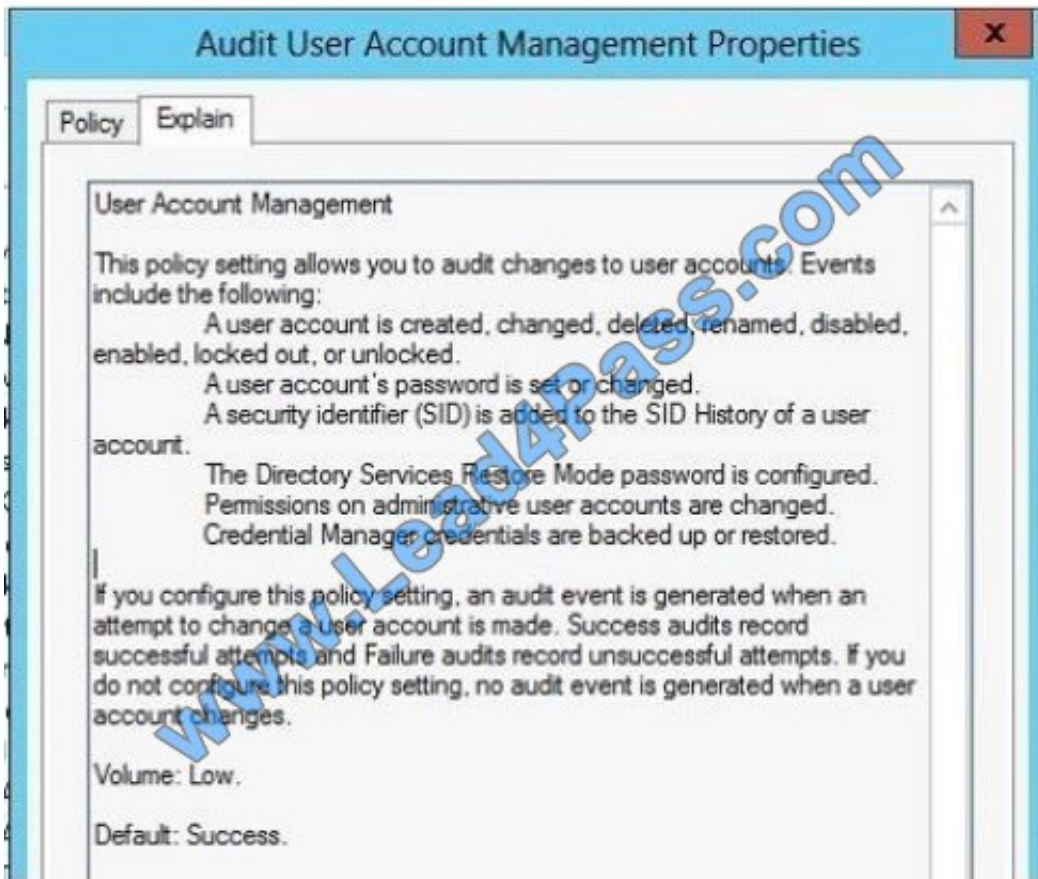 Audit User Account Management Properties
x
Policy
Explain
User Account Management
This policy setting allows you to audit changes to user accounts. Events
include the following:
A user account is created, changed, deleted, renamed, disabled,
enabled, locked out, or unlocked.
A user account's password is set or changed.
A security identifier (SID) is added to the SID History of a user
account.
The Directory Services Restore Mode password is configured.
Permissions on administrative user accounts are changed.
Credential Manager credentials are backed up or restored.
If you configure this policy setting, an audit event is generated when an
attempt to change a user account is made. Success audits record
successful attempts and Failure audits record unsuccessful attempts. If you
do not configure this policy setting, no audit event is generated when a user
account changes.
Volume: Low.
Default: Success.
www.Lead4Pass.com